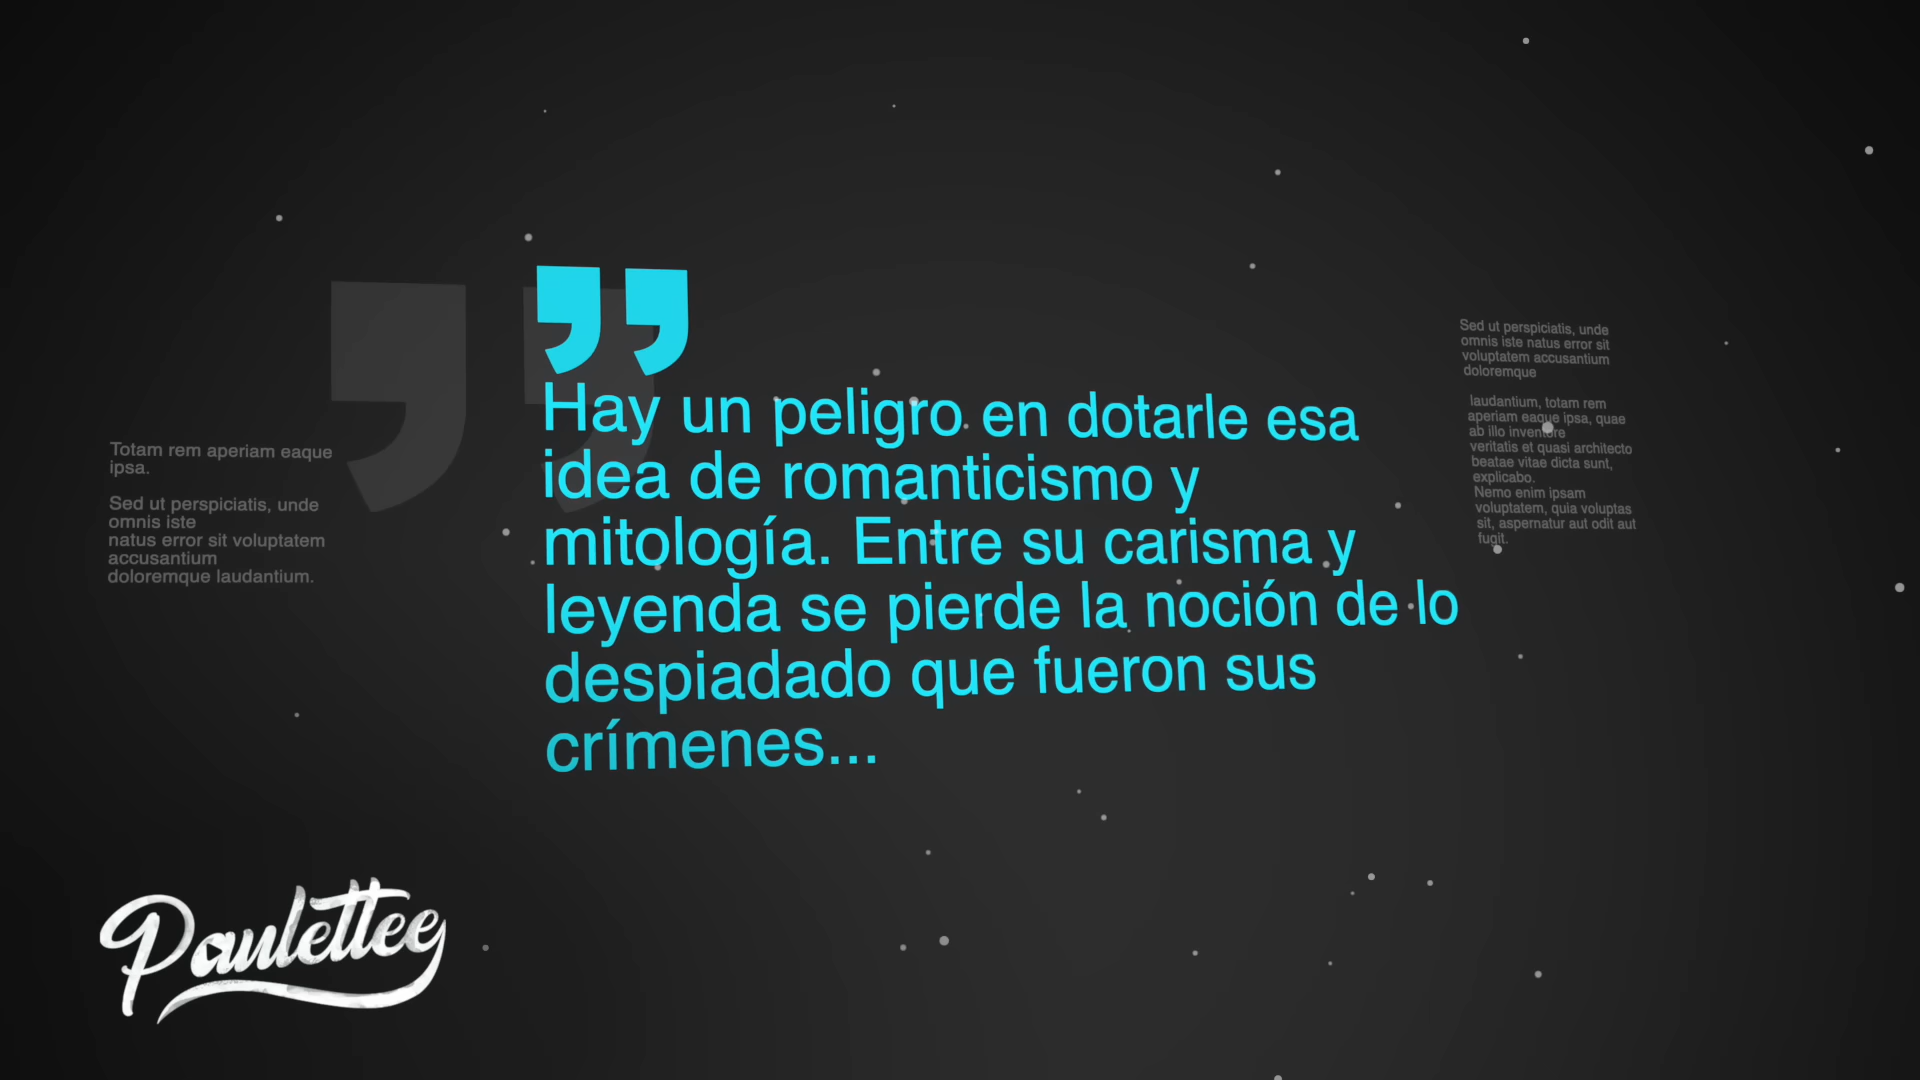 ”
Hay un peligro en dotarle esa
idea de romanticismo y
mitología. Entre su carisma y
leyenda se pierde la noción de lo
despiadado que fueron sus
crímenes...
Totam rem aperiam eaque
ipsa.
Sed ut perspiciatis, unde
omnis iste
natus error sit voluptatem
accusantium
doloremque laudantium.
Sed ut perspiciatis, unde
omnis iste natus error sit
voluptatem accusantium
doloremque
laudantium, totam rem
aperiam eaque ipsa, quae
ab illo inventore
veritatis et quasi architecto
beatae vitae dicta sunt,
explicabo.
Nemo enim ipsam
voluptatem, quia voluptas
sit, aspernatur aut odit aut
fugit.
Paulettee